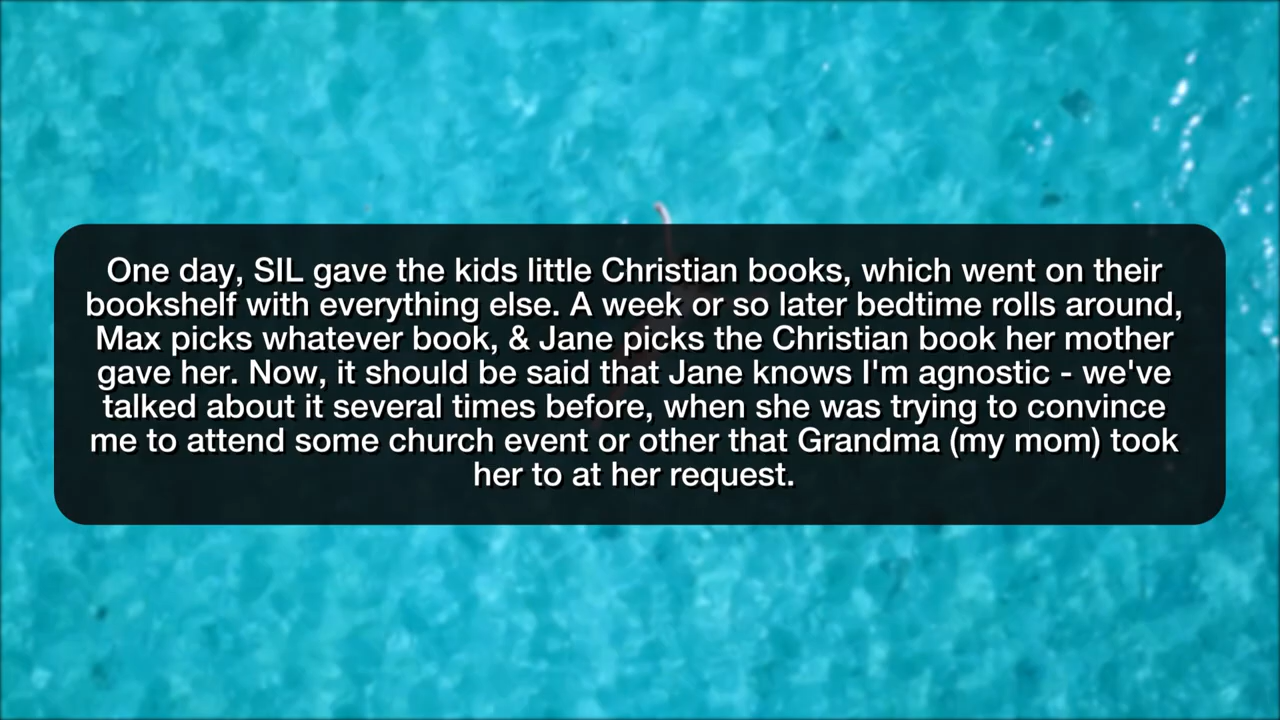 One day, SIL gave the kids little Christian books, which went on their
bookshelf with everything else. A week or so later bedtime rolls around,
Max picks whatever book, & Jane picks the Christian book her mother
gave her. Now, it should be said that Jane knows I'm agnostic - we've
talked about it several times before, when she was trying to convince
me to attend some church event or other that Grandma (my mom) took
her to at her request.